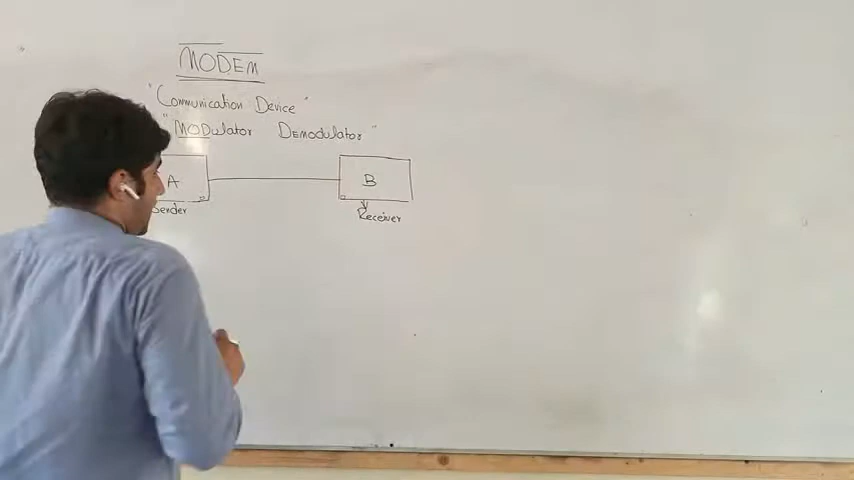 MODEM
"Communication Device"
"MODulator DEmodulator"
A B
Sender Receiver